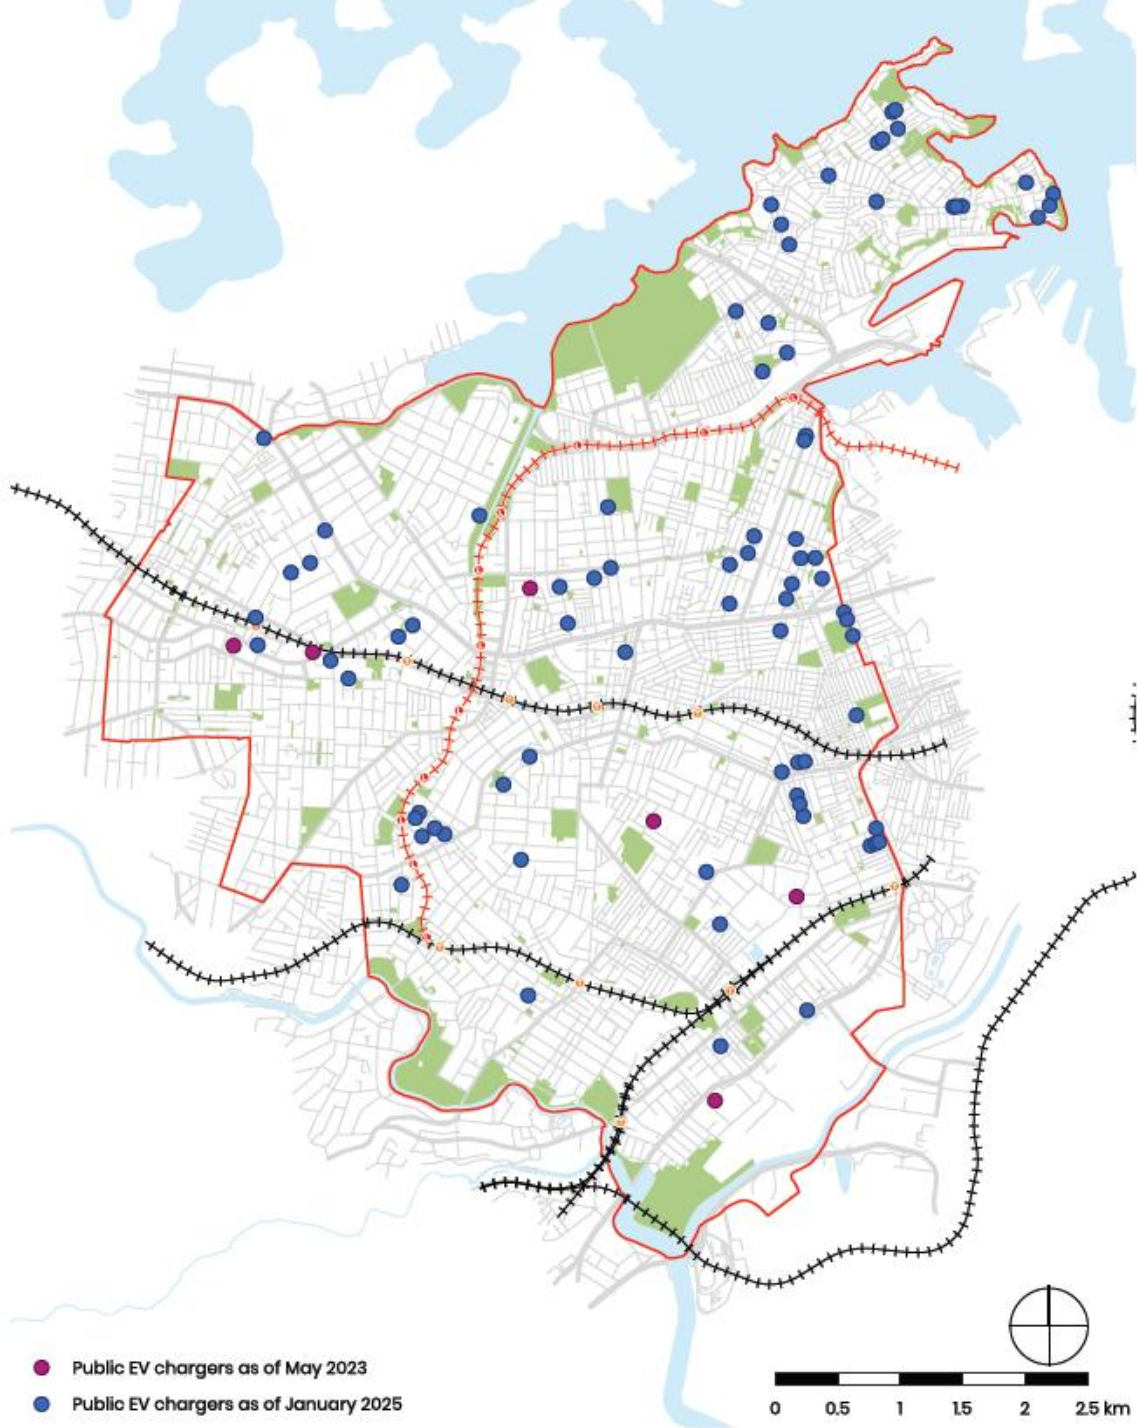 Public EV chargers as of May 2023
Public EV chargers as of January 2025
0 0.5 1 1.5 2 2.5 km